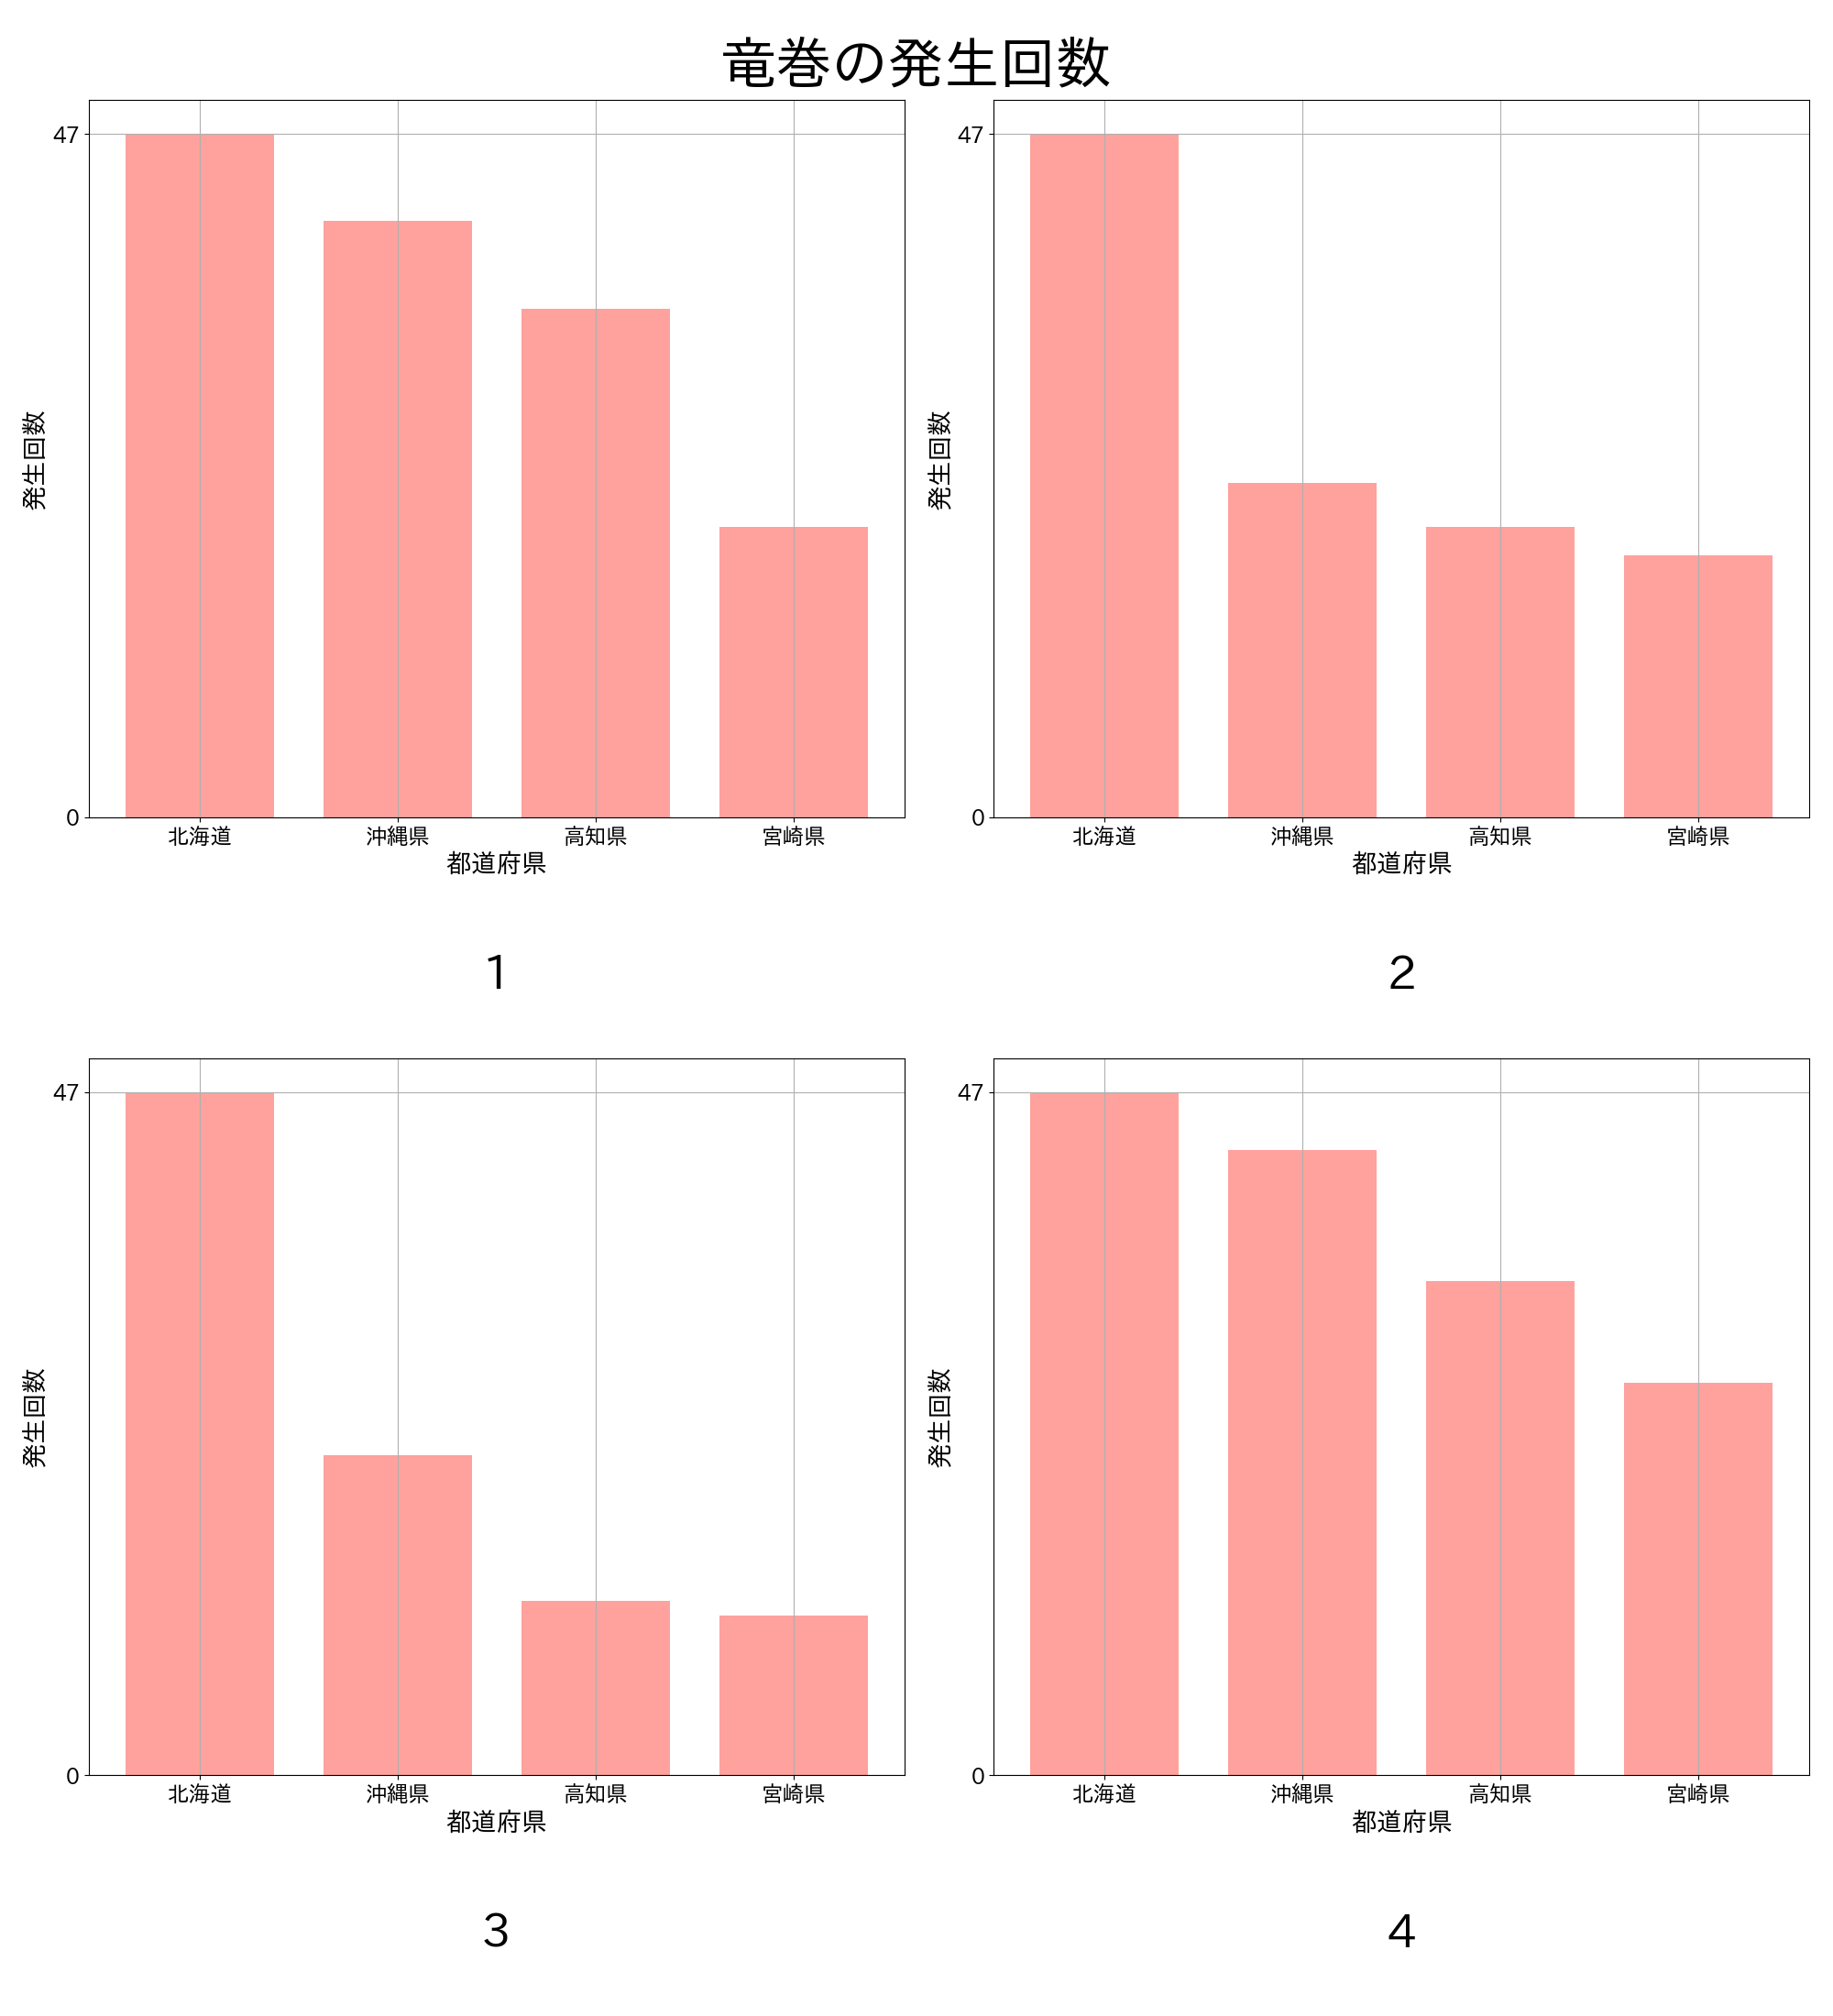 竜巻の発生回数
47
0
発生回数
北海道 沖縄県 高知県 宮崎県
都道府県
1
47
0
発生回数
北海道 沖縄県 高知県 宮崎県
都道府県
2
47
0
発生回数
北海道 沖縄県 高知県 宮崎県
都道府県
3
47
0
発生回数
北海道 沖縄県 高知県 宮崎県
都道府県
4